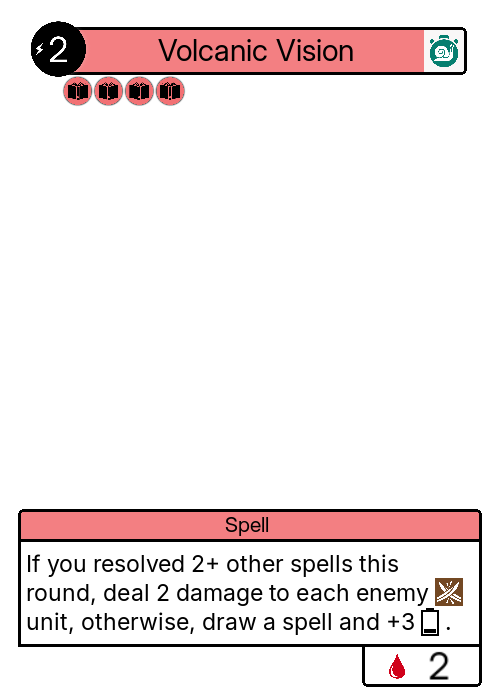 2
Volcanic Vision
Spell
If you resolved 2+ other spells this
round, deal 2 damage to each enemy
unit, otherwise, draw a spell and +3 .
2